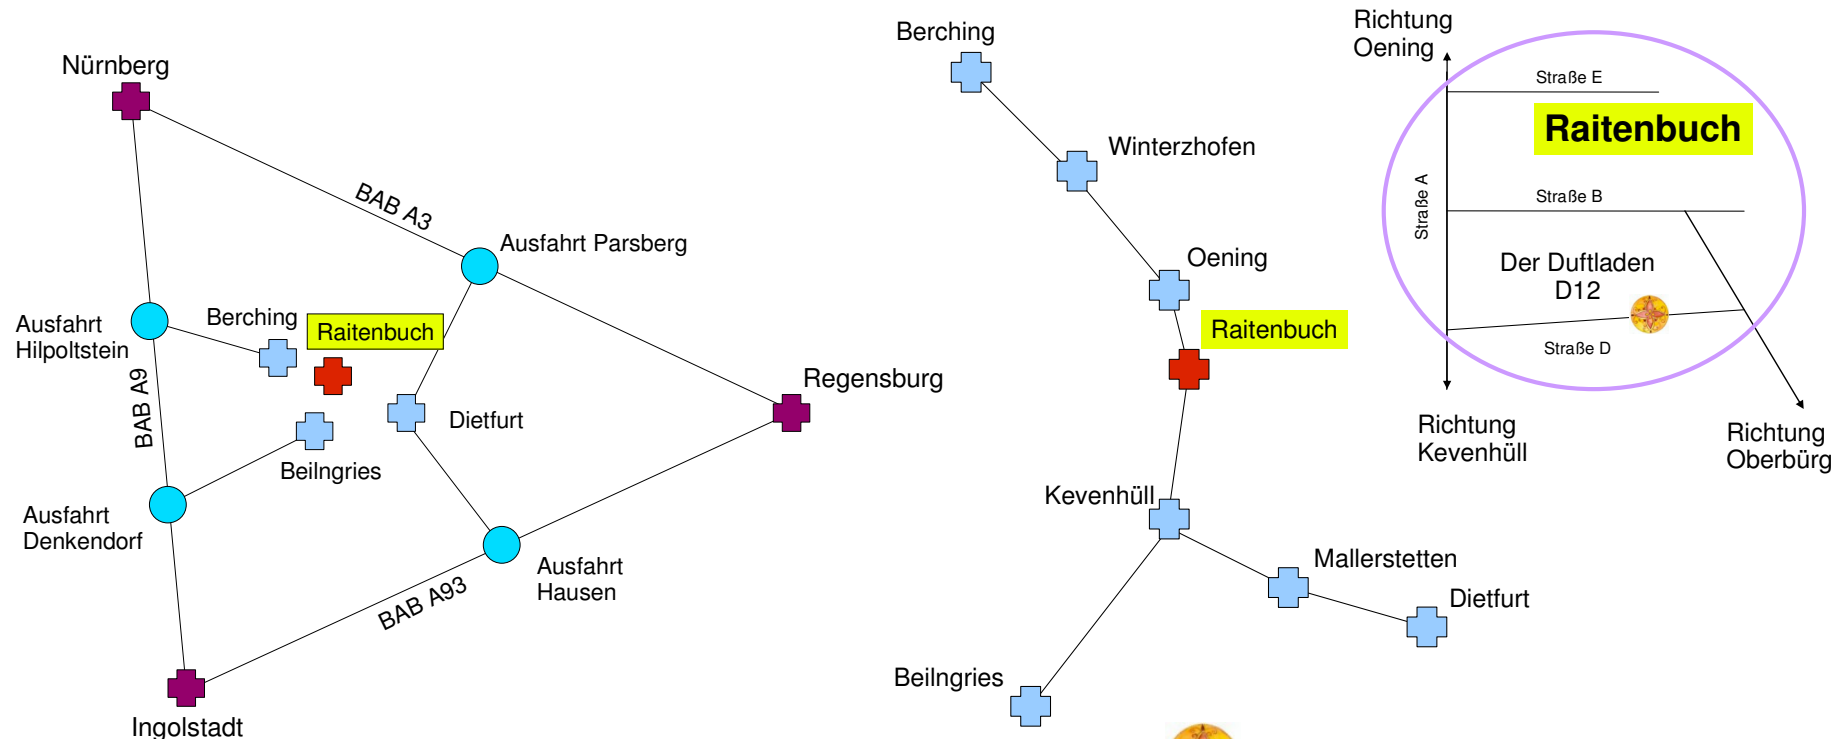 Nürnberg
BAB A3
Ausfahrt Parsberg
Ausfahrt
Hilpoltstein
Berching
Raitenbuch
BAB A9
Regensburg
Dietfurt
Beilngries
Ausfahrt
Denkendorf
Ausfahrt
Hausen
BAB A93
Ingolstadt
Berching
Winterzhofen
Oening
Raitenbuch
Kevenhüll
Mallerstetten
Dietfurt
Beilngries
Richtung
Oening
Straße E
Raitenbuch
Straße A
Straße B
Der Duftladen
D12
Straße D
Richtung
Kevenhüll
Richtung
Oberbürg